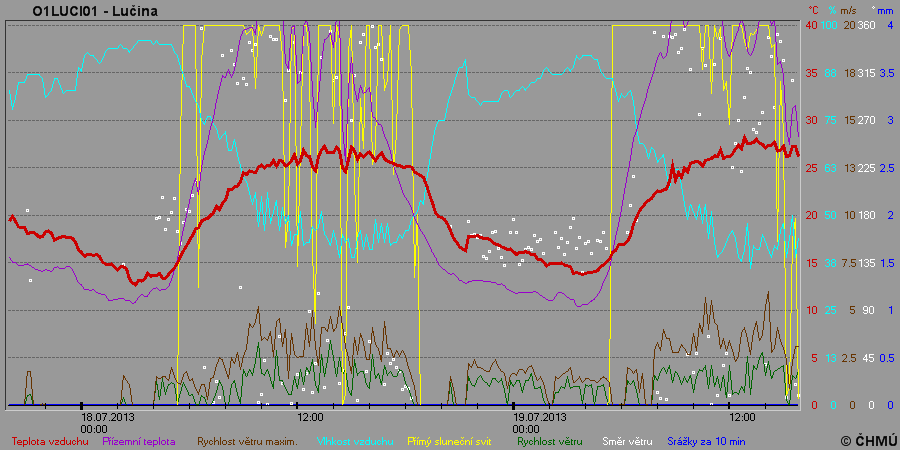 O1LUCI01 - Lučina
°C % m/s ° mm
40 100 20 360 4
35 88 18 315 3.5
30 75 15 270 3
25 63 13 225 2.5
20 50 10 180 2
15 38 7.5 135 1.5
10 25 5 90 1
5 13 2.5 45 0.5
0 0 0 0 0
18.07.2013 12:00 19.07.2013 12:00
00:00 00:00
Teplota vzduchu Přízemní teplota Rychlost větru maxim. Vlhkost vzduchu Přímý sluneční svit Rychlost větru Směr větru Srážky za 10 min © ČHMÚ